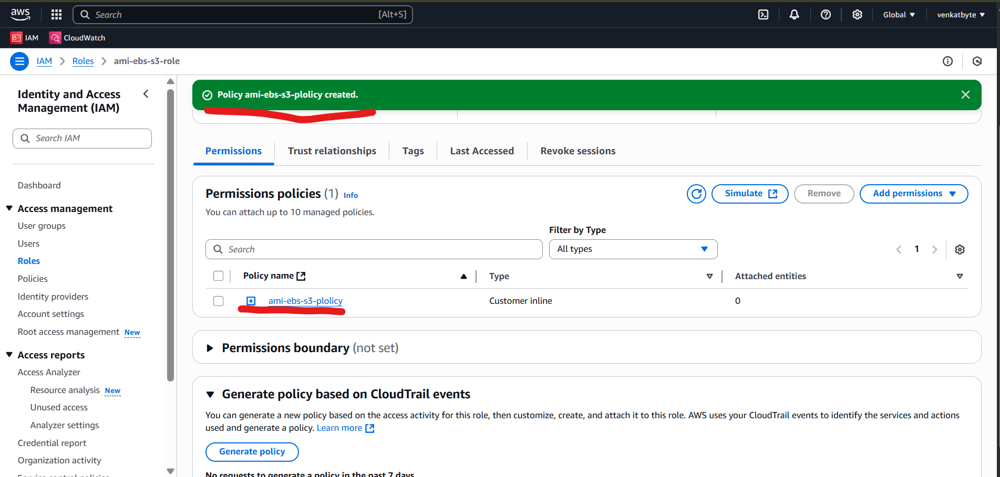 aws
Search [Alt+S]
Global
venkatbyte
IAM
CloudWatch
IAM
Roles
ami-ebs-s3-role
Identity and Access
Management (IAM)
Search IAM
Dashboard
Access management
User groups
Users
Roles
Policies
Identity providers
Account settings
Root access management New
Access reports
Access Analyzer
Resource analysis New
Unused access
Analyzer settings
Credential report
Organization activity
Policy ami-ebs-s3-plolicy created.
Permissions
Trust relationships
Tags
Last Accessed
Revoke sessions
Permissions policies (1) Info
Simulate
Remove
Add permissions
You can attach up to 10 managed policies.
Filter by Type
Search
All types
1
Policy name
Type
Attached entities
ami-ebs-s3-plolicy
Customer inline
0
Permissions boundary (not set)
Generate policy based on CloudTrail events
You can generate a new policy based on the access activity for this role, then customize, create, and attach it to this role. AWS uses your CloudTrail events to identify the services and actions
used and generate a policy. Learn more
Generate policy
No requests to generate a policy in the past 7 days.